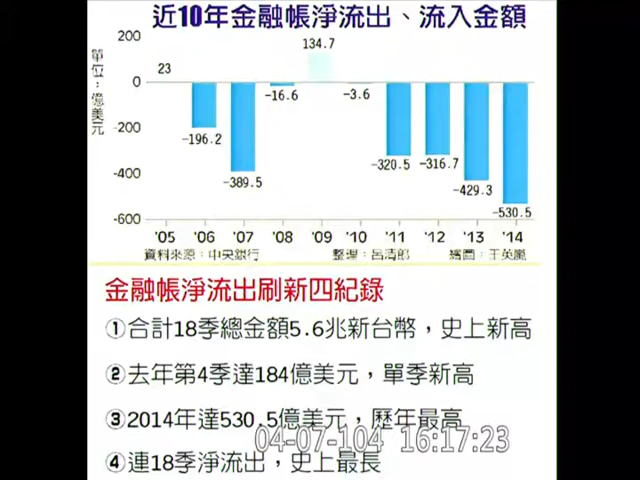 近10年金融帳淨流出、流入金額
單位：億美元
200
0
-200
-400
-600
23
-196.2
-389.5
-16.6
134.7
-3.6
-320.5
-316.7
-429.3
-530.5
'05 '06 '07 '08 '09 '10 '11 '12 '13 '14
資料來源：中央銀行 整理：呂清郎 繪圖：王英嵐
金融帳淨流出刷新四紀錄
①合計18季總金額5.6兆新台幣，史上新高
②去年第4季達184億美元，單季新高
③2014年達530.5億美元，歷年最高
04-07-104 16:17:23
④連18季淨流出，史上最長